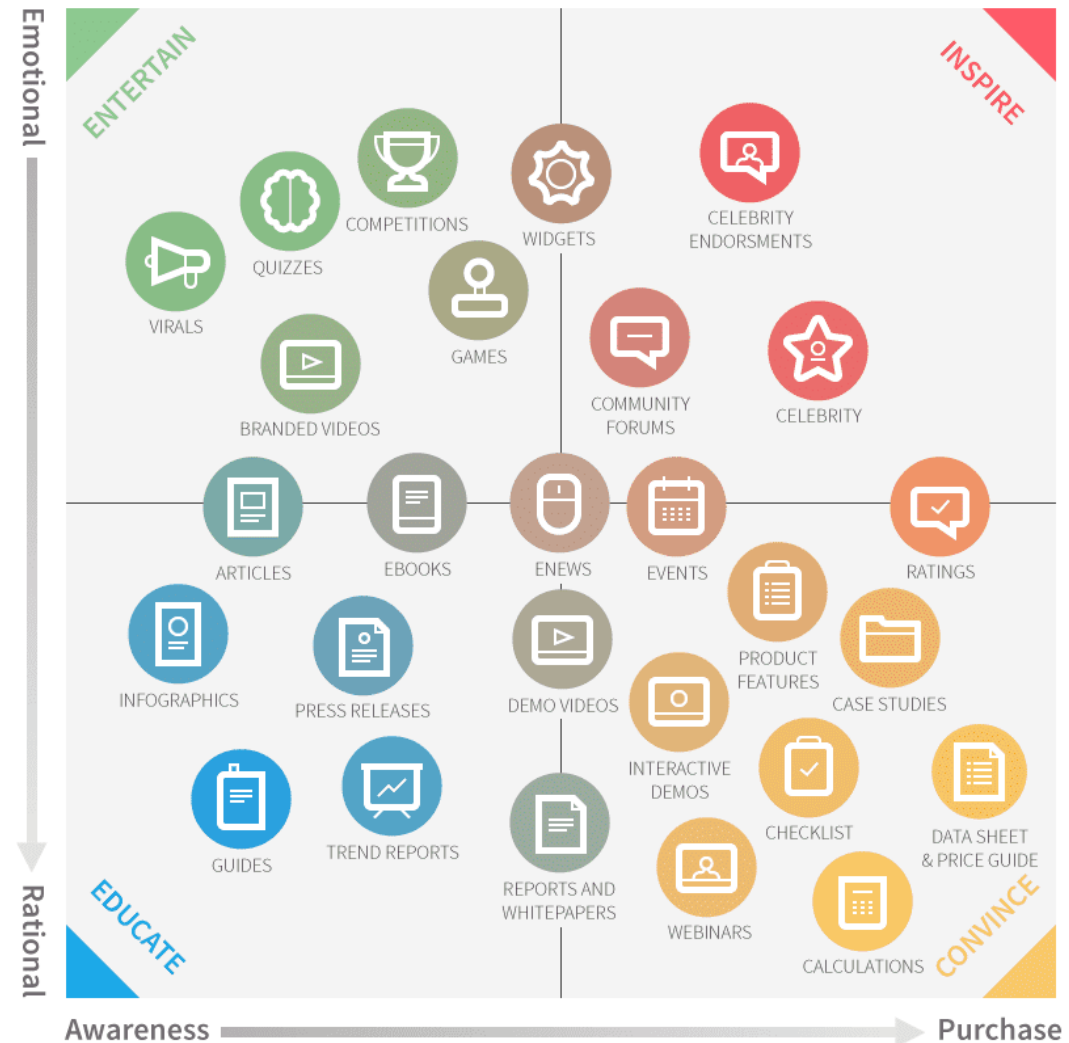 Emotional
ENTERTAIN
INSPIRE
COMPETITIONS
WIDGETS
CELEBRITY
ENDORSMENTS
QUIZZES
VIRALS
GAMES
BRANDED VIDEOS
COMMUNITY
FORUMS
CELEBRITY
ARTICLES
EBOOKS
ENEWS
EVENTS
RATINGS
INFOGRAPHICS
PRESS RELEASES
DEMO VIDEOS
PRODUCT
FEATURES
CASE STUDIES
GUIDES
TREND REPORTS
INTERACTIVE
DEMOS
CHECKLIST
DATA SHEET
& PRICE GUIDE
REPORTS AND
WHITEPAPERS
WEBINARS
CALCULATIONS
Rational
EDUCATE
CONVINCE
Awareness
Purchase